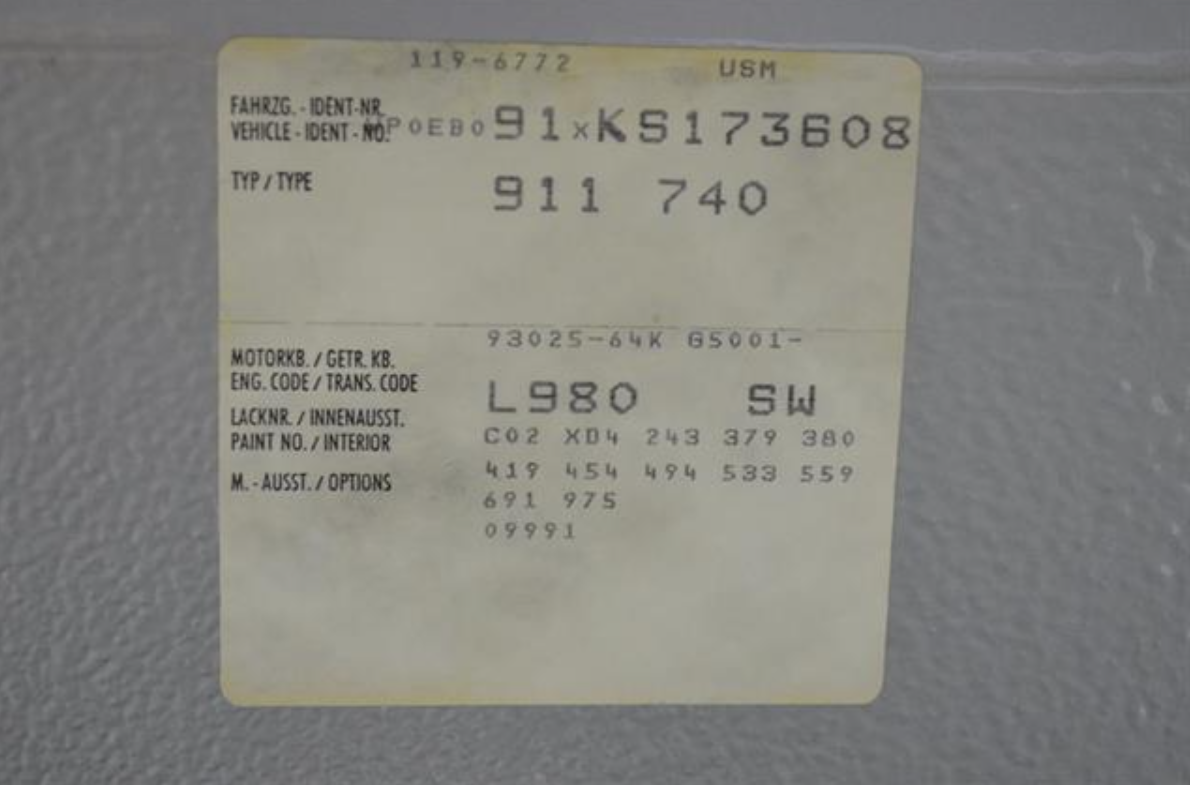 119-6772 USM
FAHRZG. - IDENT-NR.
VEHICLE - IDENT - NO. P0EB091xKS173608
TYP / TYPE 911 740
93025-64K G5001-
MOTORKB. / GETR. KB.
ENG. CODE / TRANS. CODE
L980 SW
LACKNR. / INNENAUSST.
PAINT NO. / INTERIOR
C02 XD4 243 379 380
M. - AUSST. / OPTIONS
419 454 494 533 559
691 975
09991